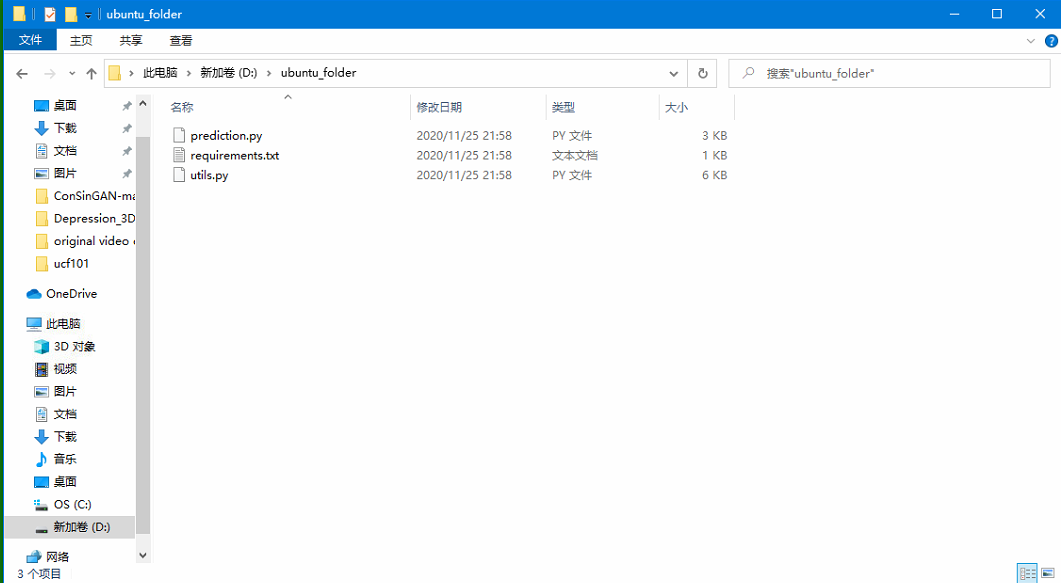 ubuntu_folder
文件 主页 共享 查看
此电脑 新加卷 (D:) ubuntu_folder 搜索"ubuntu_folder"
名称 修改日期 类型 大小
prediction.py 2020/11/25 21:58 PY 文件 3 KB
requirements.txt 2020/11/25 21:58 文本文档 1 KB
utils.py 2020/11/25 21:58 PY 文件 6 KB
桌面
下载
文档
图片
ConSinGAN-ma
Depression_3D
original video
ucf101
OneDrive
此电脑
3D 对象
视频
图片
文档
下载
音乐
桌面
OS (C:)
新加卷 (D:)
网络
3 个项目